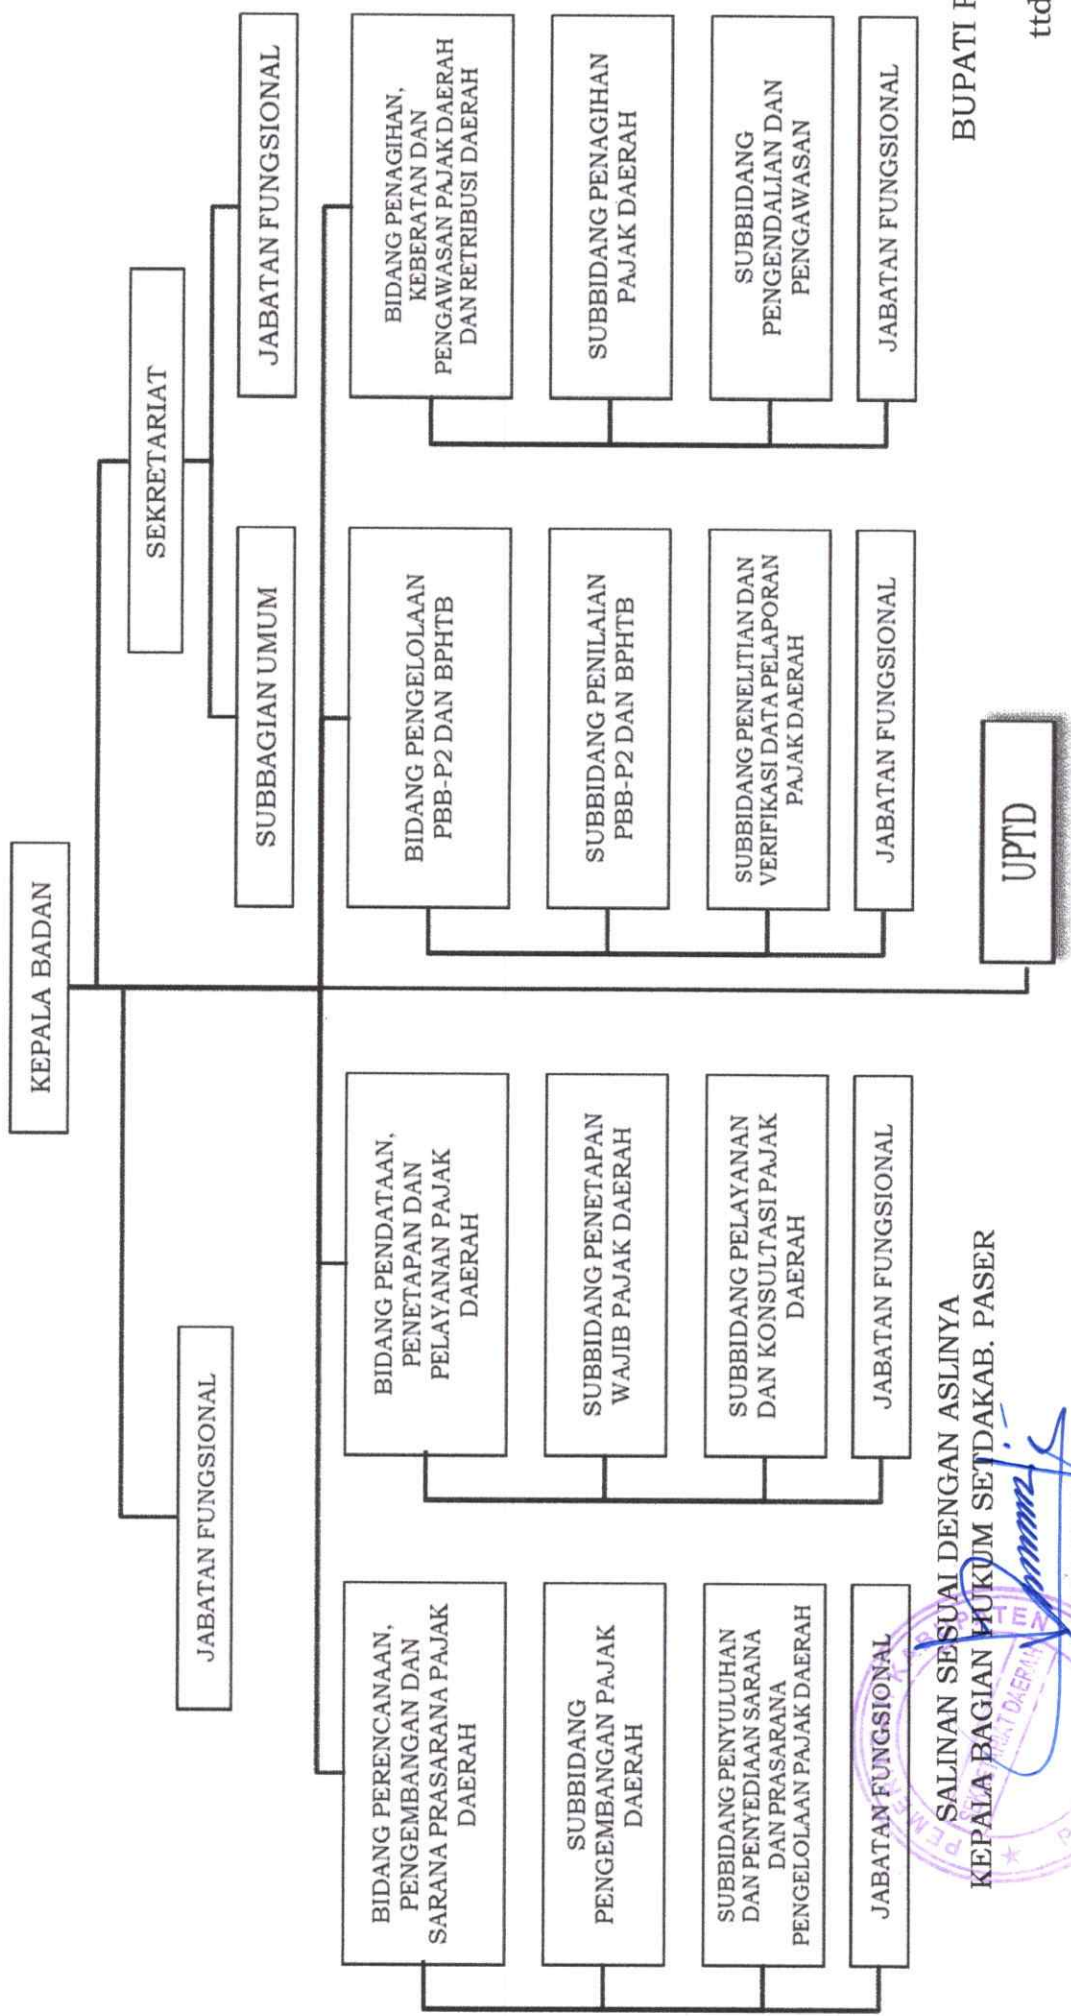 KEPALA BADAN
JABATAN FUNGSIONAL
SEKRETARIAT
SUBBAGIAN UMUM
JABATAN FUNGSIONAL
BIDANG PERENCANAAN,
PENGEMBANGAN DAN
SARANA PRASARANA PAJAK
DAERAH
SUBBIDANG
PENGEMBANGAN PAJAK
DAERAH
SUBBIDANG PENYULUHAN
DAN PENYEDIAAN SARANA
DAN PRASARANA
PENGELOLAAN PAJAK DAERAH
JABATAN FUNGSIONAL
BIDANG PENDATAAN,
PENETAPAN DAN
PELAYANAN PAJAK
DAERAH
SUBBIDANG PENETAPAN
WAJIB PAJAK DAERAH
SUBBIDANG PELAYANAN
DAN KONSULTASI PAJAK
DAERAH
JABATAN FUNGSIONAL
BIDANG PENGELOLAAN
PBB-P2 DAN BPHTB
SUBBIDANG PENILAIAN
PBB-P2 DAN BPHTB
SUBBIDANG PENELITIAN DAN
VERIFIKASI DATA PELAPORAN
PAJAK DAERAH
JABATAN FUNGSIONAL
BIDANG PENAGIHAN,
KEBERATAN DAN
PENGAWASAN PAJAK DAERAH
DAN RETRIBUSI DAERAH
SUBBIDANG PENAGIHAN
PAJAK DAERAH
SUBBIDANG
PENGENDALIAN DAN
PENGAWASAN
JABATAN FUNGSIONAL
UPTD
SALINAN SESUAI DENGAN ASLINYA
KEPALA BAGIAN HUKUM SETDAKAB. PASER
KABUPATEN
SEKRETARIAT DAERAH
BUPATI
ttd